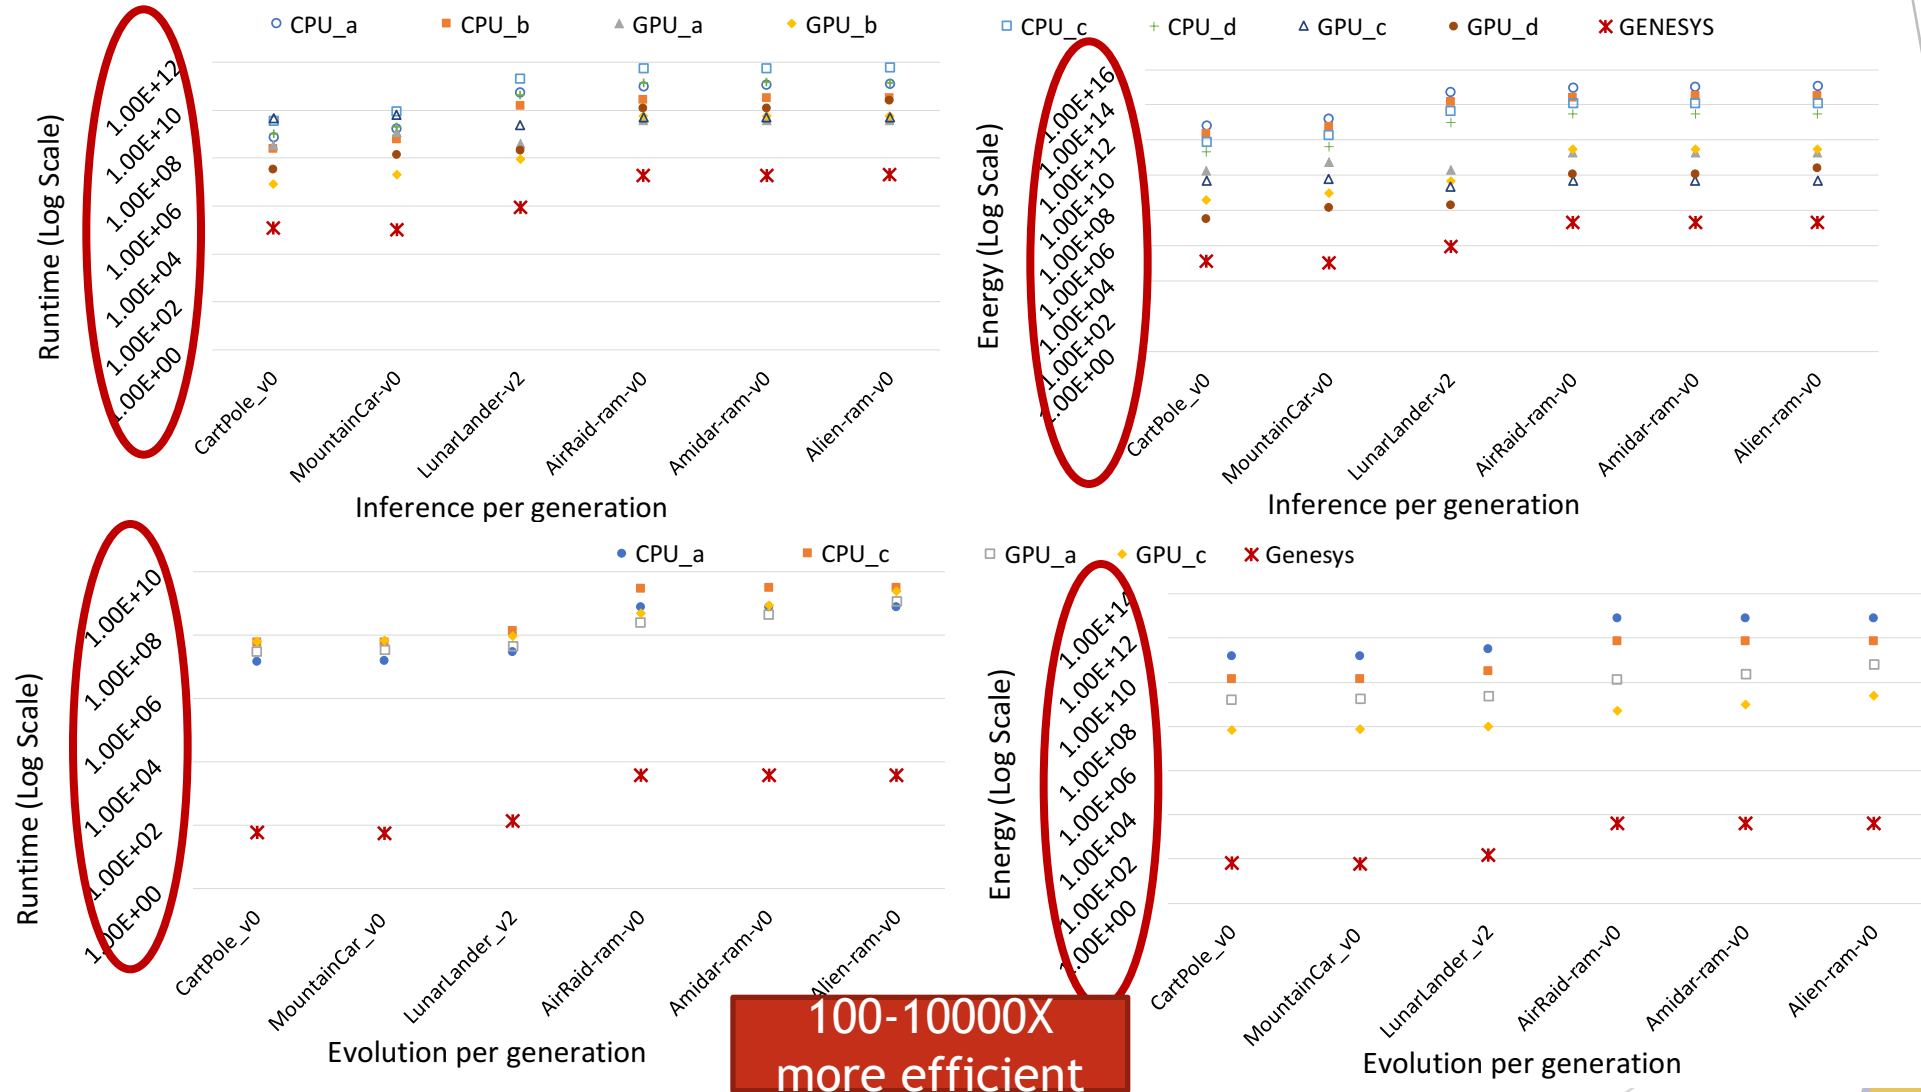 CPU_a CPU_b GPU_a GPU_b CPU_c CPU_d GPU_c GPU_d GENESYS
Runtime (Log Scale)
1.00E+12
1.00E+10
1.00E+08
1.00E+06
1.00E+04
1.00E+02
1.00E+00
CartPole_v0
MountainCar-v0
LunarLander-v2
AirRaid-ram-v0
Amidar-ram-v0
Alien-ram-v0
Inference per generation
Energy (Log Scale)
1.00E+16
1.00E+14
1.00E+12
1.00E+10
1.00E+08
1.00E+06
1.00E+04
1.00E+02
1.00E+00
CartPole_v0
MountainCar-v0
LunarLander-v2
AirRaid-ram-v0
Amidar-ram-v0
Alien-ram-v0
Inference per generation
CPU_a CPU_c GPU_a GPU_c Genesys
Runtime (Log Scale)
1.00E+10
1.00E+08
1.00E+06
1.00E+04
1.00E+02
1.00E+00
CartPole_v0
MountainCar_v0
LunarLander_v2
AirRaid-ram-v0
Amidar-ram-v0
Alien-ram-v0
Evolution per generation
Energy (Log Scale)
1.00E+14
1.00E+12
1.00E+10
1.00E+08
1.00E+06
1.00E+04
1.00E+02
1.00E+00
CartPole_v0
MountainCar_v0
LunarLander_v2
AirRaid-ram-v0
Amidar-ram-v0
Alien-ram-v0
Evolution per generation
100-10000X
more efficient